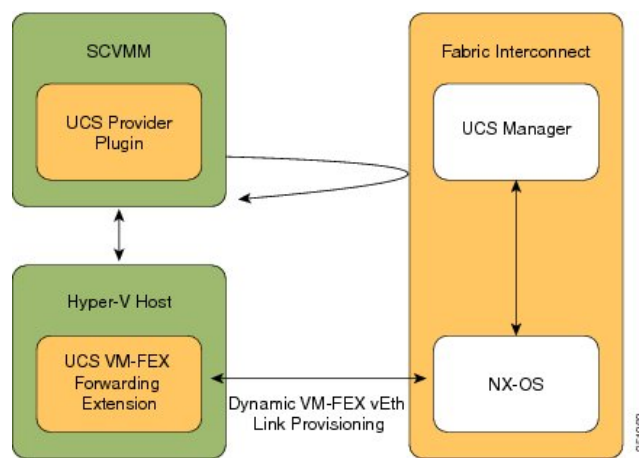 SCVMM
UCS Provider
Plugin
Fabric Interconnect
UCS Manager
Hyper-V Host
UCS VM-FEX
Forwarding
Extension
Dynamic VM-FEX vEth
Link Provisioning
NX-OS